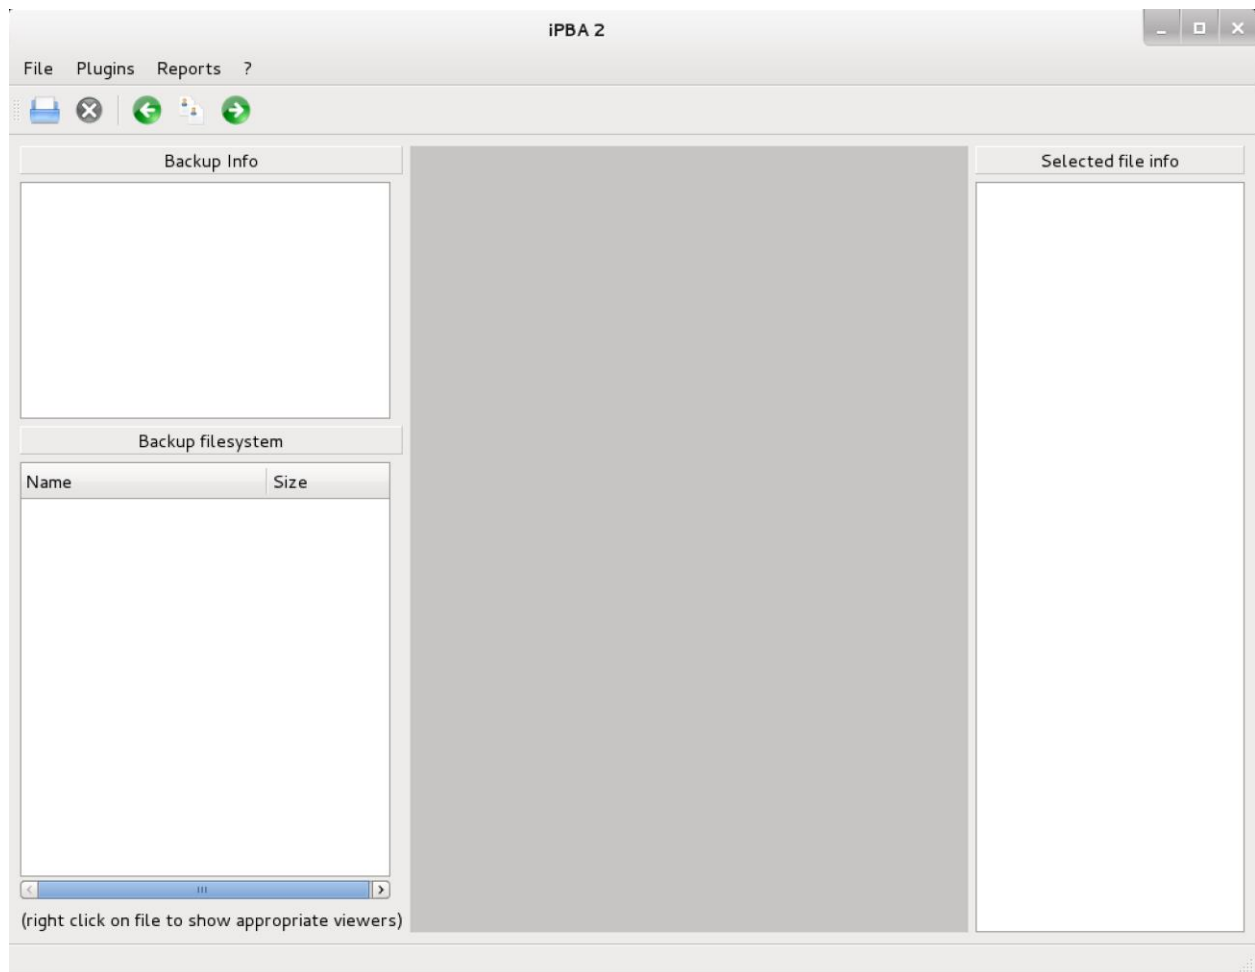 iPBA 2
File Plugins Reports ?
Backup Info
Selected file info
Backup filesystem
Name Size
(right click on file to show appropriate viewers)